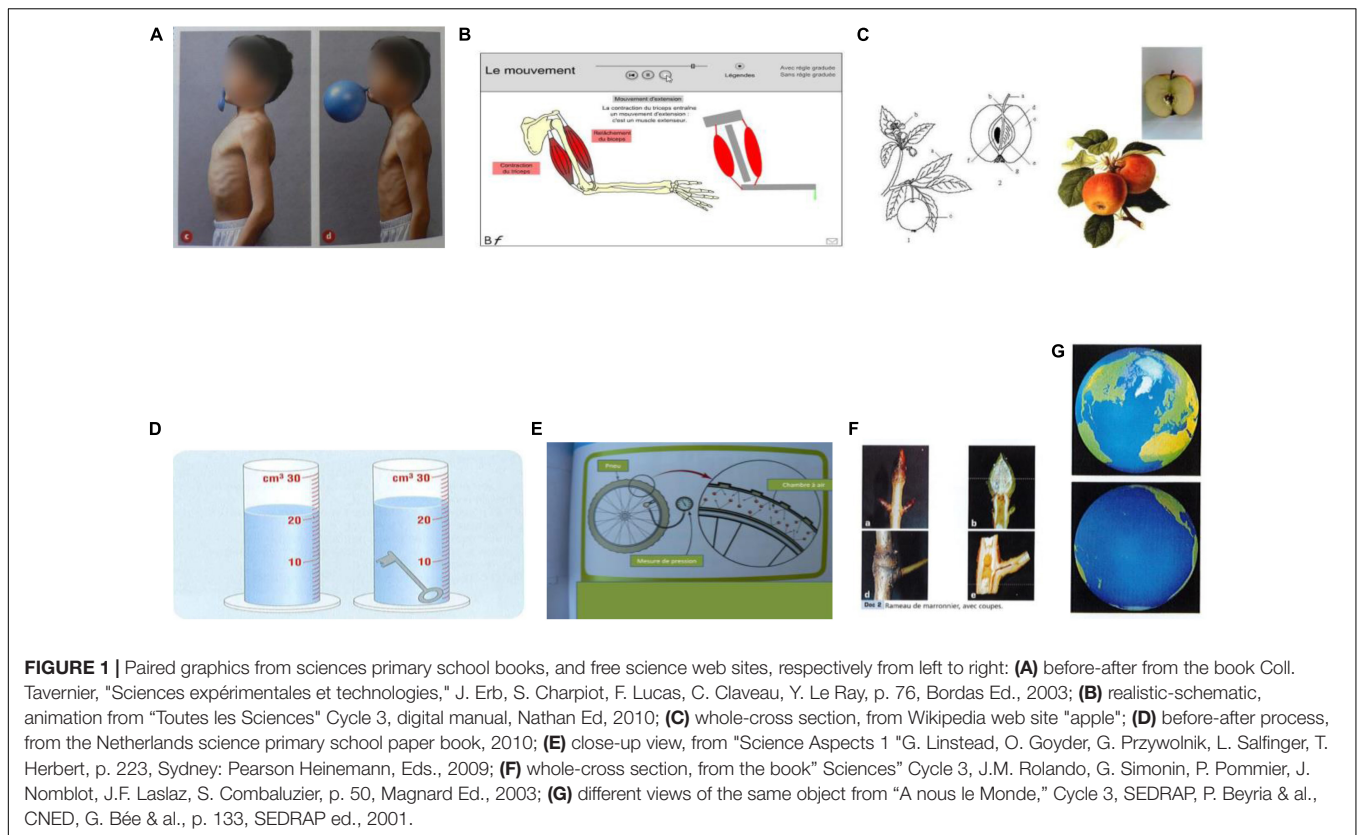 A
B
C
Le mouvement
Légendes
Avec règle graduée
Sans règle graduée
Mouvement d'extension
La contraction du triceps entraîne
un mouvement d'extension :
c'est un muscle extenseur.
Relâchement
du biceps
Contraction
du triceps
c
d
B f
b
a
c
1
b
a
d
c
f
e
g
2
D
E
F
G
cm³ 30
20
10
cm³ 30
20
10
Pneu
Chambre à air
Mesure de pression
a
b
d
e
Doc 2 Rameau de marronnier, avec coupes.
FIGURE 1 | Paired graphics from sciences primary school books, and free science web sites, respectively from left to right: (A) before-after from the book Coll.
Tavernier, "Sciences expérimentales et technologies," J. Erb, S. Charpiot, F. Lucas, C. Claveau, Y. Le Ray, p. 76, Bordas Ed., 2003; (B) realistic-schematic,
animation from “Toutes les Sciences" Cycle 3, digital manual, Nathan Ed, 2010; (C) whole-cross section, from Wikipedia web site "apple"; (D) before-after process,
from the Netherlands science primary school paper book, 2010; (E) close-up view, from "Science Aspects 1 "G. Linstead, O. Goyder, G. Przywolnik, L. Salfinger, T.
Herbert, p. 223, Sydney: Pearson Heinemann, Eds., 2009; (F) whole-cross section, from the book” Sciences” Cycle 3, J.M. Rolando, G. Simonin, P. Pommier, J.
Nomblot, J.F. Laslaz, S. Combaluzier, p. 50, Magnard Ed., 2003; (G) different views of the same object from “A nous le Monde,” Cycle 3, SEDRAP, P. Beyria & al.,
CNED, G. Bée & al., p. 133, SEDRAP ed., 2001.